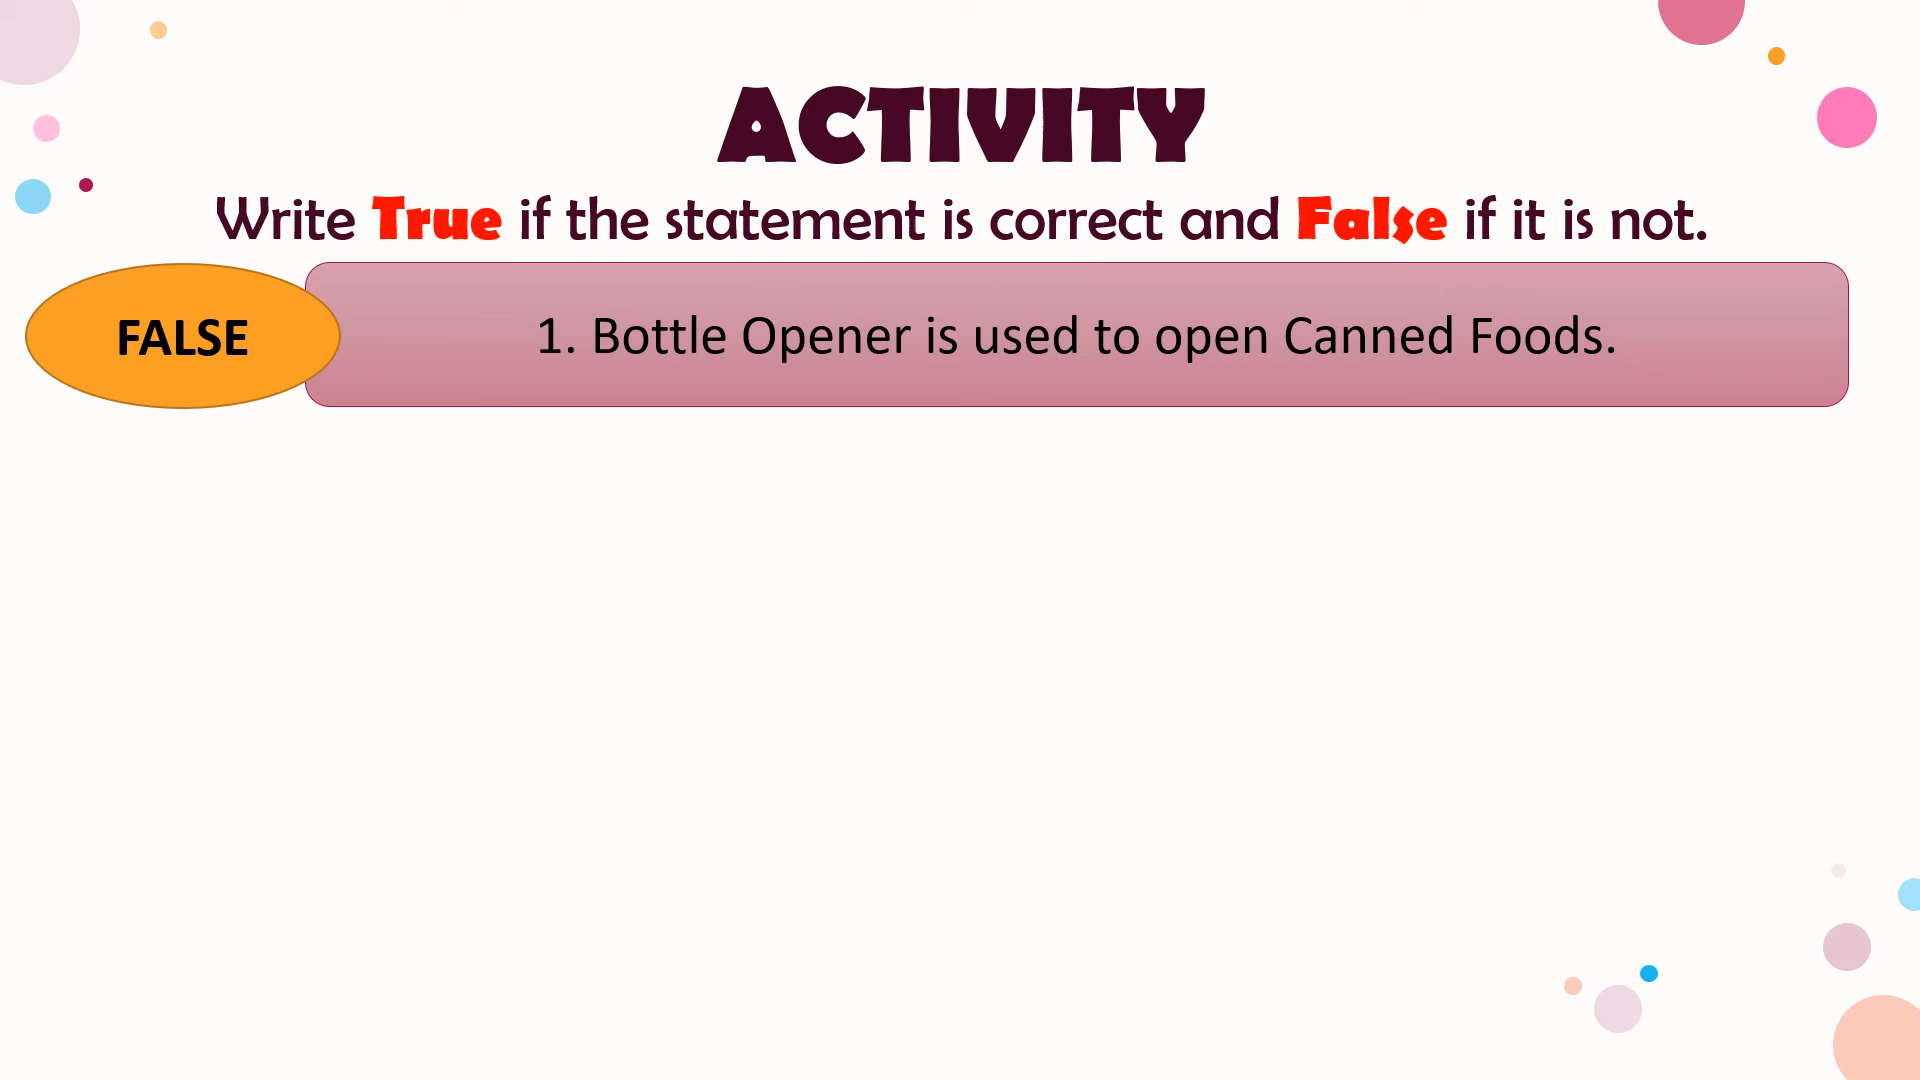 ACTIVITY
Write True if the statement is correct and False if it is not.
FALSE
1. Bottle Opener is used to open Canned Foods.